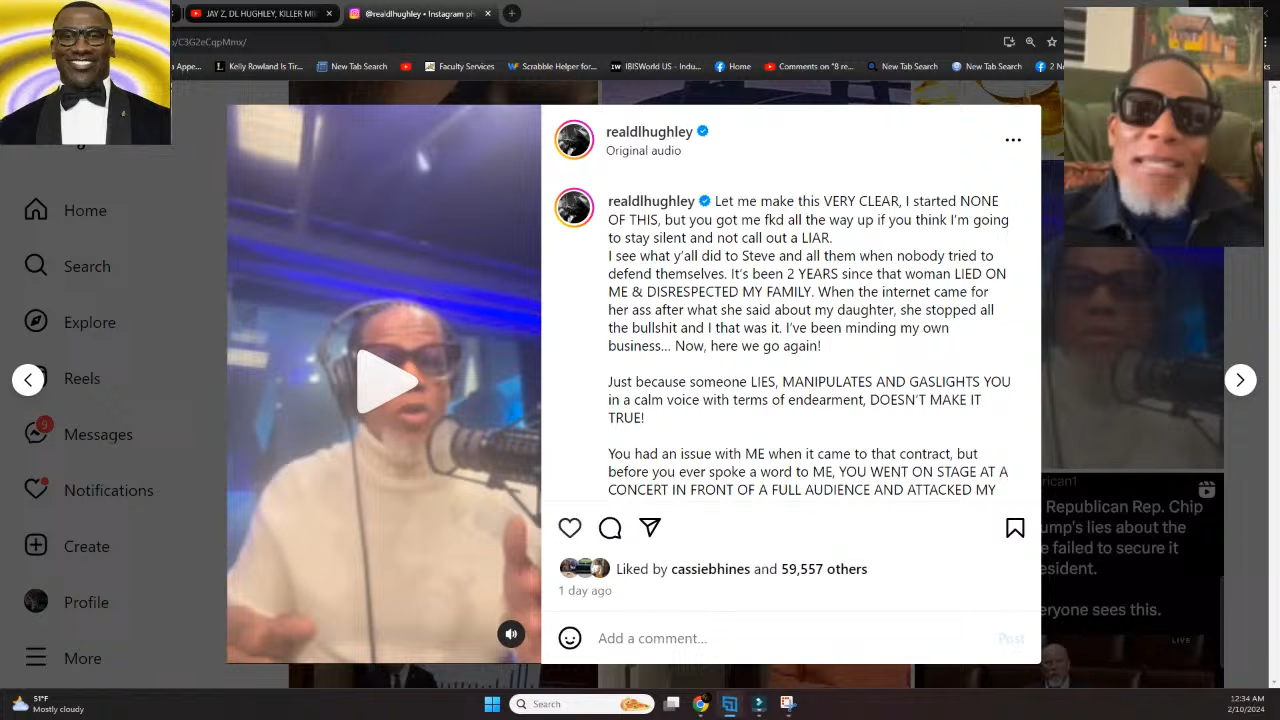 JAY Z, DL HUGHLEY, KILLER MI
@realdlhughley • Instagram ph
p/C3G2eCqpMmx/
Appe...
Kelly Rowland Is Tir...
New Tab Search
Faculty Services
Scrabble Helper for...
IBISWorld US - Indu...
Home
Comments on "8 re...
New Tab Search
New Tab Search
2 N
ks
Home
Search
Explore
Reels
9
Messages
Notifications
Create
Profile
More
realdlhughley
Original audio
realdlhughley Let me make this VERY CLEAR, I started NONE
OF THIS, but you got me fkd all the way up if you think I'm going
to stay silent and not call out a LIAR.
I see what y'all did to Steve and all them when nobody tried to
defend themselves. It's been 2 YEARS since that woman LIED ON
ME & DISRESPECTED MY FAMILY. When the internet came for
her ass after what she said about my daughter, she stopped all
the bullshit and I that was it. I've been minding my own
business... Now, here we go again!
Just because someone LIES, MANIPULATES AND GASLIGHTS YOU
in a calm voice with terms of endearment, DOESN'T MAKE IT
TRUE!
You had an issue with ME when it came to that contract, but
before you ever spoke a word to ME, YOU WENT ON STAGE AT A
CONCERT IN FRONT OF A FULL AUDIENCE AND ATTACKED MY
Liked by cassiebhines and 59,557 others
1 day ago
Add a comment...
Post
rican1
Republican Rep. Chip
ump's lies about the
e failed to secure it
esident.
eryone sees this.
LIVE
51°F
Mostly cloudy
Search
12:34 AM
2/10/2024